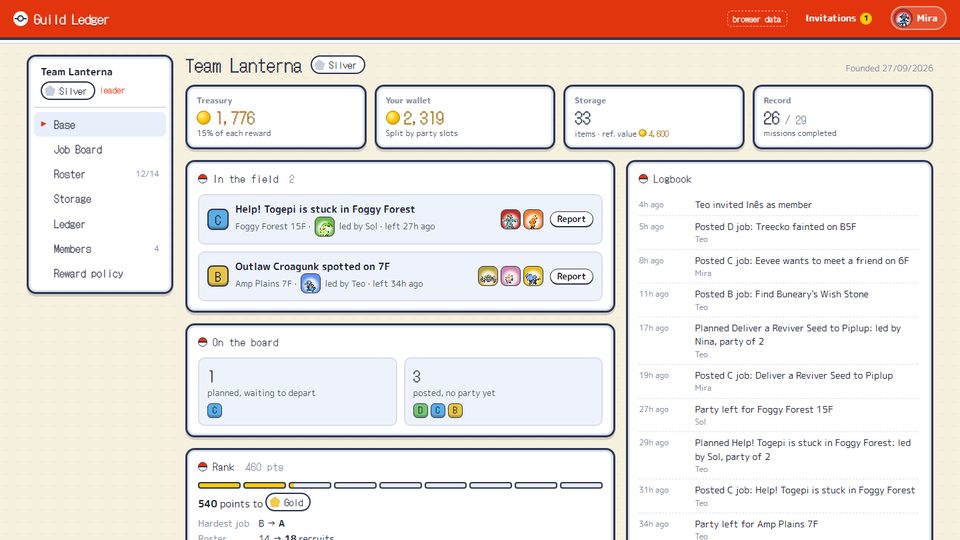 Guild Ledger
browser data
Invitations 1
Mira
Team Lanterna
Silver
leader
Base
Job Board
Roster 12/14
Storage
Ledger
Members 4
Reward policy
Team Lanterna Silver
Founded 27/09/2026
Treasury
1,776
15% of each reward
Your wallet
2,319
Split by party slots
Storage
33
items · ref. value 4,600
Record
26 / 29
missions completed
In the field 2
C
Help! Togepi is stuck in Foggy Forest
Foggy Forest 15F · led by Sol · left 27h ago
Report
B
Outlaw Croagunk spotted on 7F
Amp Plains 7F · led by Teo · left 34h ago
Report
On the board
1
planned, waiting to depart
C
3
posted, no party yet
D C B
Rank 460 pts
540 points to Gold
Hardest job B → A
Roster 14 → 18 recruits
Logbook
4h ago Teo invited Inês as member
5h ago Posted D job: Treecko fainted on B5F
Teo
8h ago Posted C job: Eevee wants to meet a friend on 6F
Mira
11h ago Posted B job: Find Buneary's Wish Stone
Teo
17h ago Planned Deliver a Reviver Seed to Piplup: led by
Nina, party of 2
Teo
19h ago Posted C job: Deliver a Reviver Seed to Piplup
Mira
27h ago Party left for Foggy Forest 15F
Sol
29h ago Planned Help! Togepi is stuck in Foggy Forest: led
by Sol, party of 2
Teo
31h ago Posted C job: Help! Togepi is stuck in Foggy Forest
Teo
34h ago Party left for Amp Plains 7F
Teo